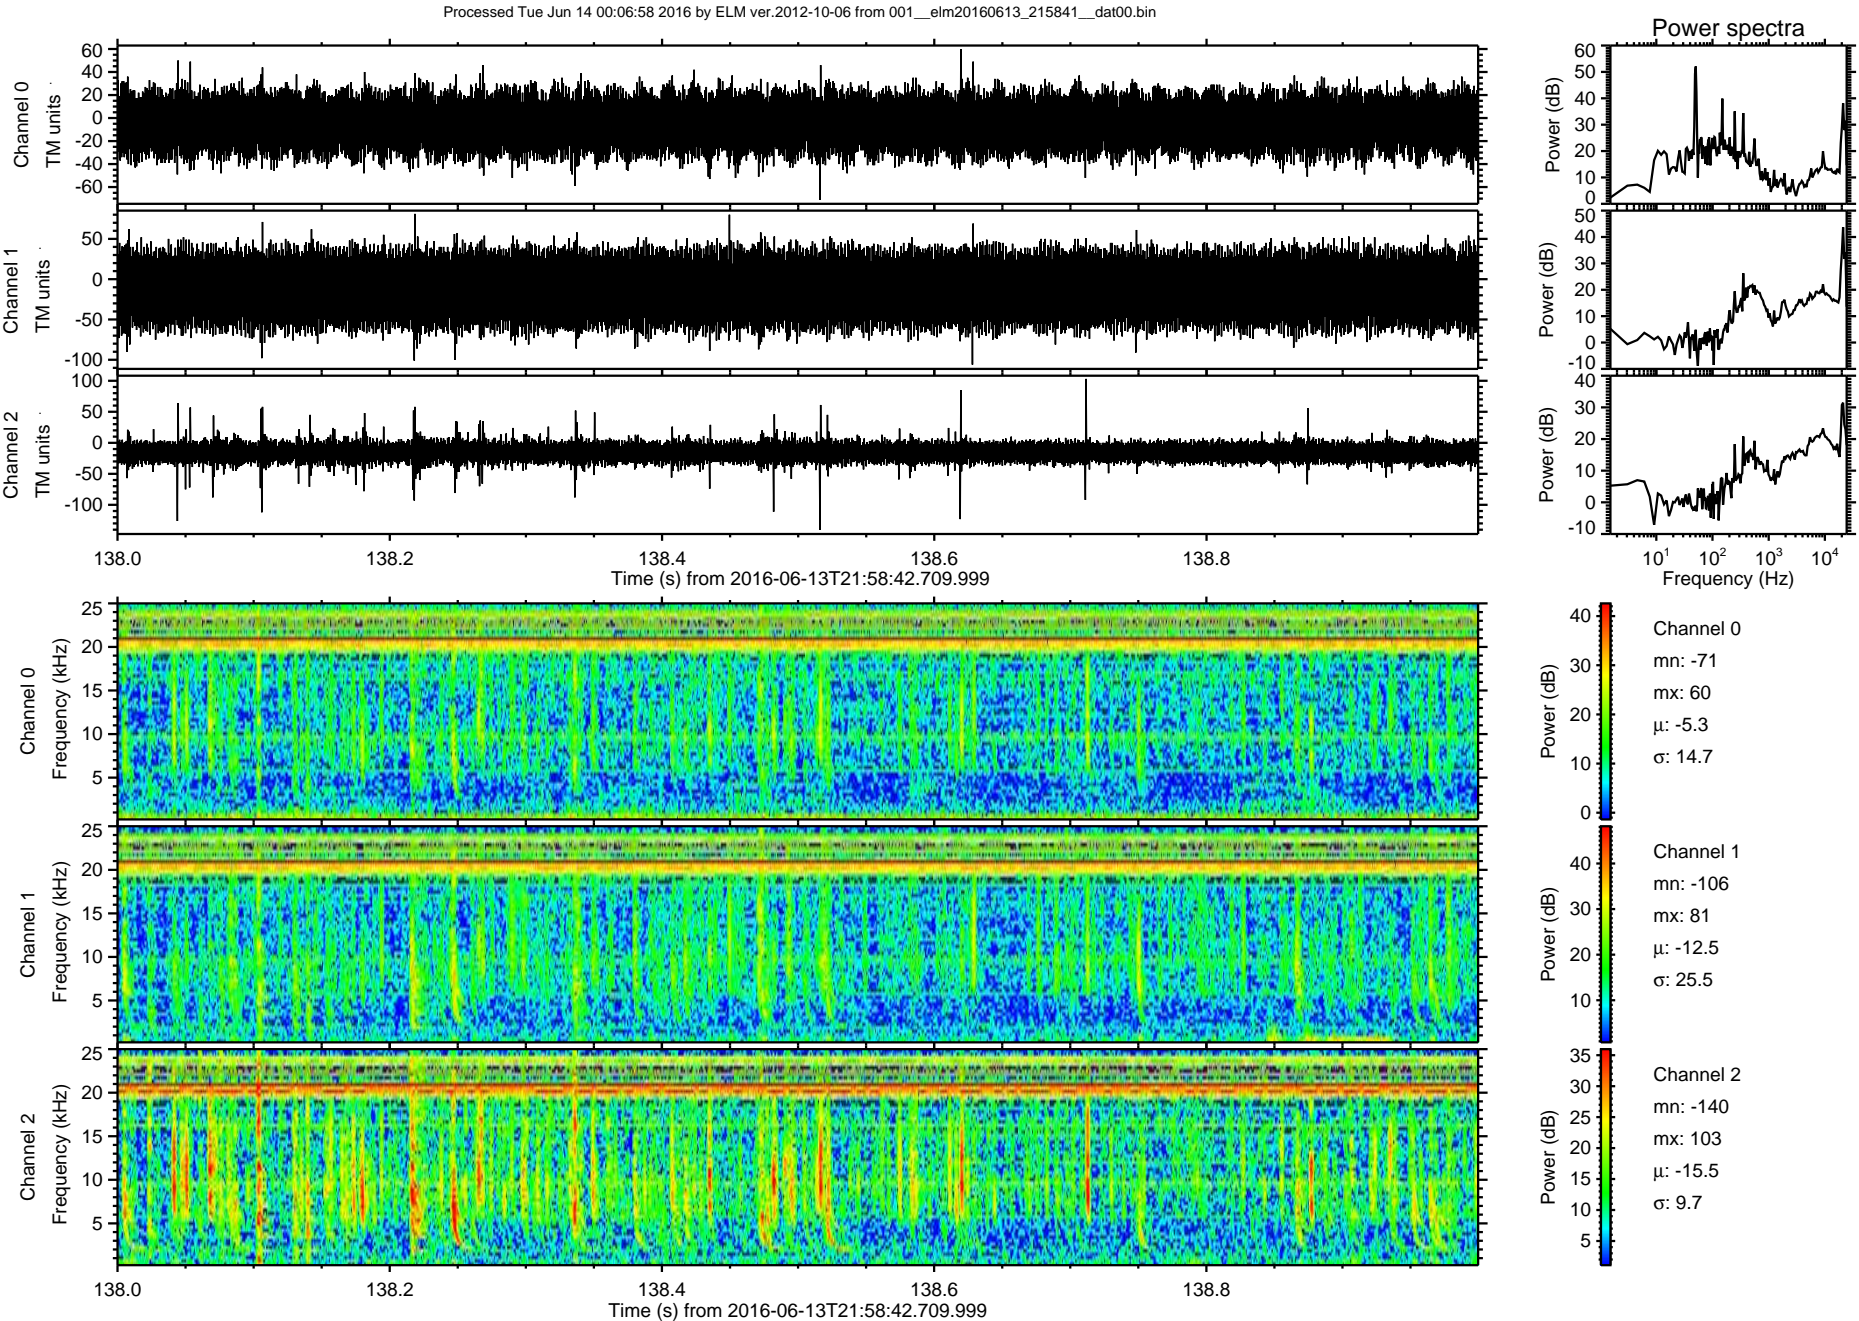 Processed Tue Jun 14 00:06:58 2016 by ELM ver.2012-10-06 from 001__elm20160613_215841__dat00.bin
Power spectra
Channel 0
TM units
60
40
20
0
-20
-40
-60
Power (dB)
60
50
40
30
20
10
0
Channel 1
TM units
50
0
-50
-100
Power (dB)
50
40
30
20
10
0
-10
Channel 2
TM units
100
50
0
-50
-100
Power (dB)
40
30
20
10
0
-10
138.0 138.2 138.4 138.6 138.8
Time (s) from 2016-06-13T21:58:42.709.999
10^1 10^2 10^3 10^4
Frequency (Hz)
Channel 0
Frequency (kHz)
25
20
15
10
5
Power (dB)
40
30
20
10
0
Channel 0
mn: -71
mx: 60
μ: -5.3
σ: 14.7
Channel 1
Frequency (kHz)
25
20
15
10
5
Power (dB)
40
30
20
10
Channel 1
mn: -106
mx: 81
μ: -12.5
σ: 25.5
Channel 2
Frequency (kHz)
25
20
15
10
5
Power (dB)
35
30
25
20
15
10
5
Channel 2
mn: -140
mx: 103
μ: -15.5
σ: 9.7
138.0 138.2 138.4 138.6 138.8
Time (s) from 2016-06-13T21:58:42.709.999